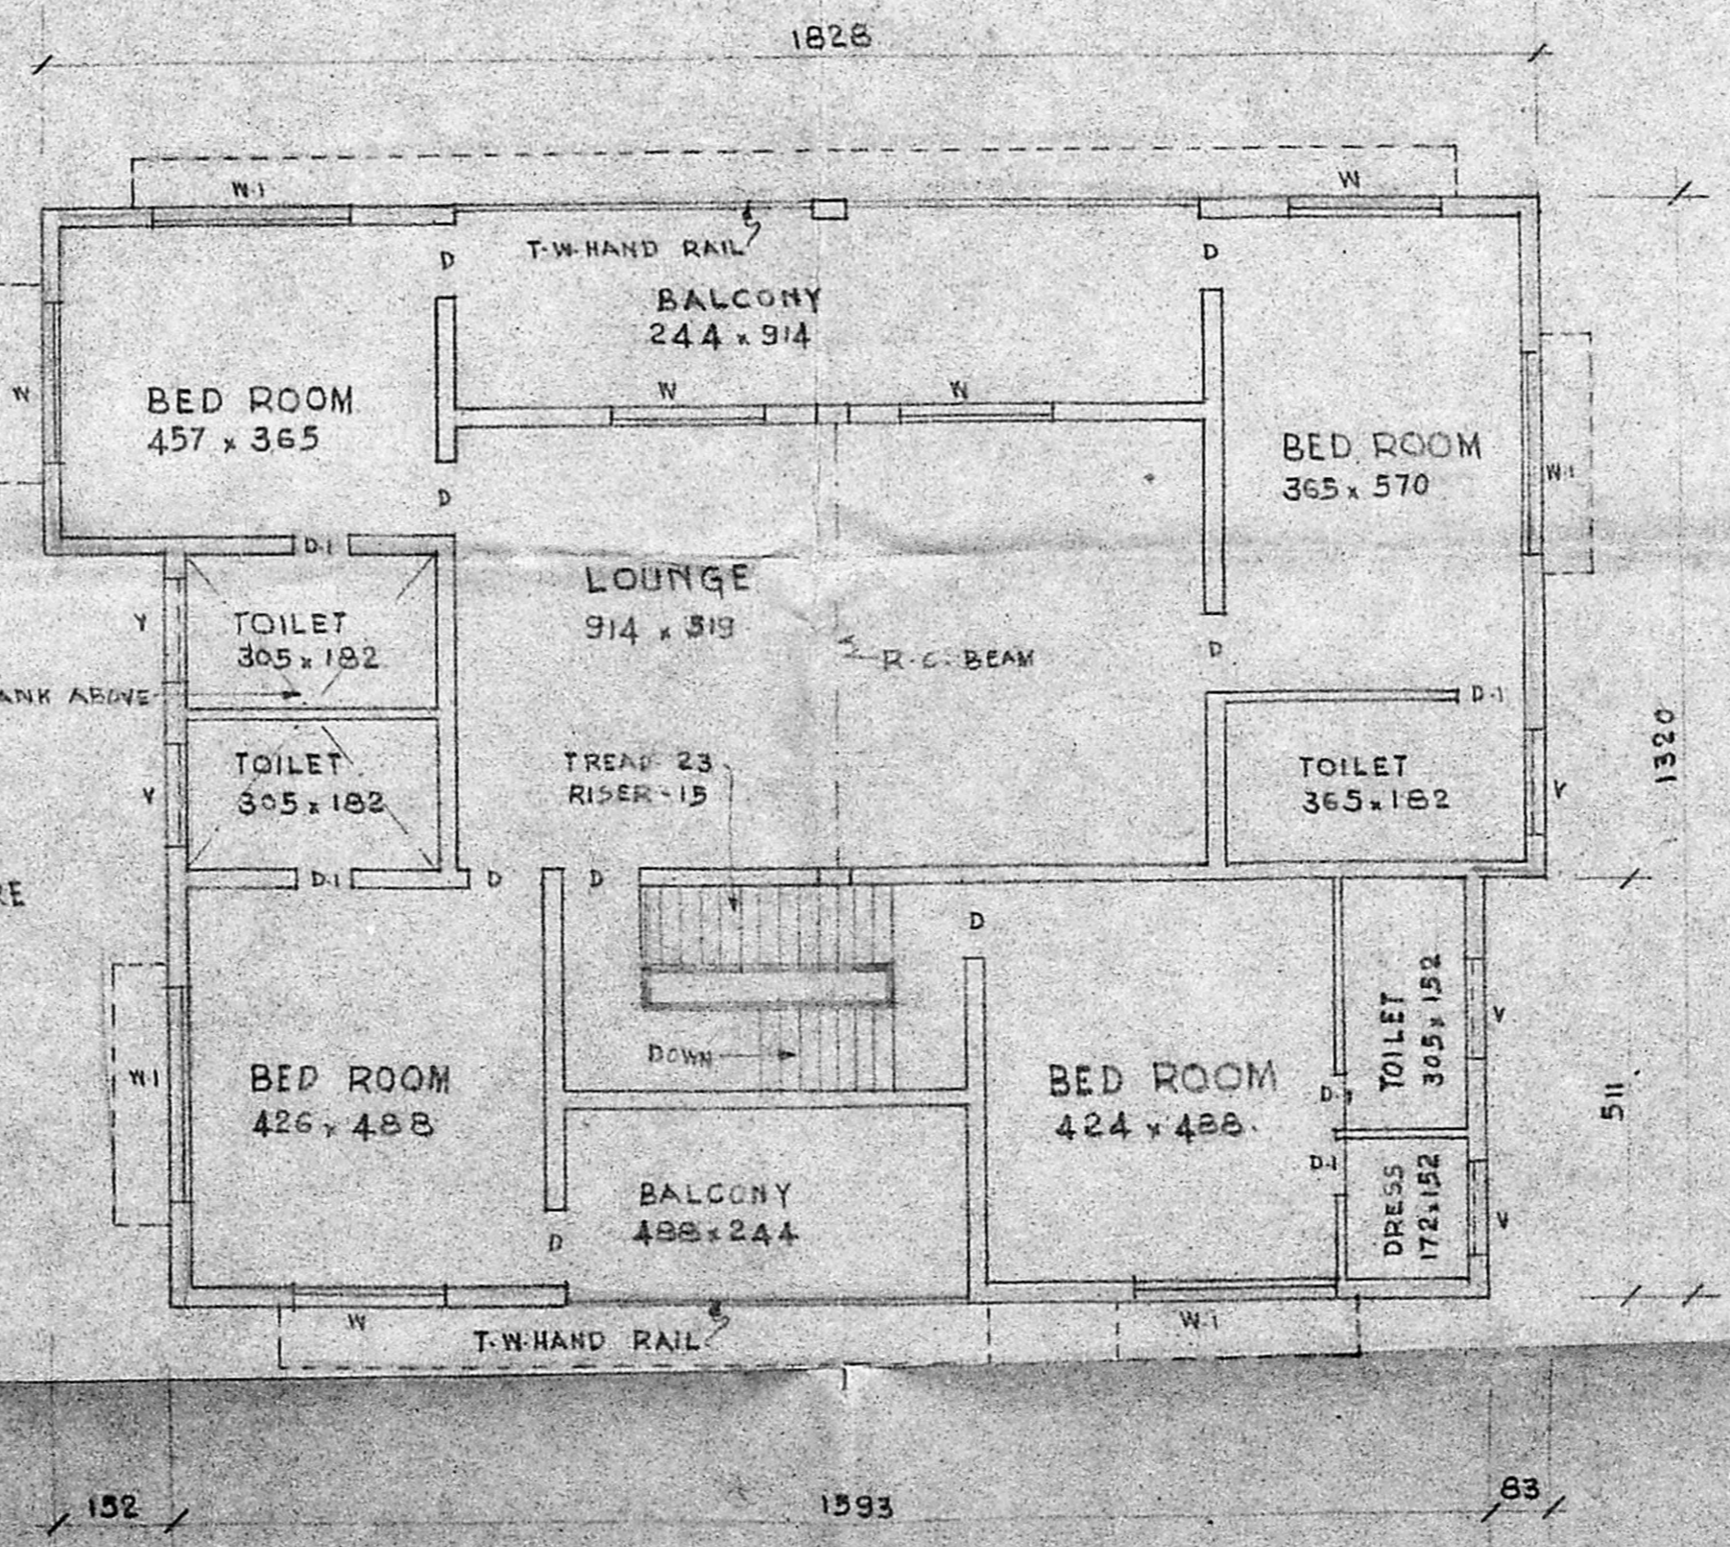 1828
W·1
W
T·W·HAND RAIL
D
D
BALCONY
244 x 914
W
W
W
BED ROOM
457 x 365
BED ROOM
365 x 570
W·1
D
D·1
LOUNGE
914 x 519
V
TOILET
305 x 182
R·C· BEAM
D
ANK ABOVE
D·1
1320
TOILET
305 x 182
V
TREAD 23
RISER - 15
TOILET
365 x 182
V
RE
D·1
D
D
D
TOILET
305 x 152
V
W·1
BED ROOM
426 x 488
DOWN
BED ROOM
424 x 488
511
D·1
DRESS
172 x 152
V
BALCONY
488 x 244
D
W
T·W·HAND RAIL
W·1
152
1593
83